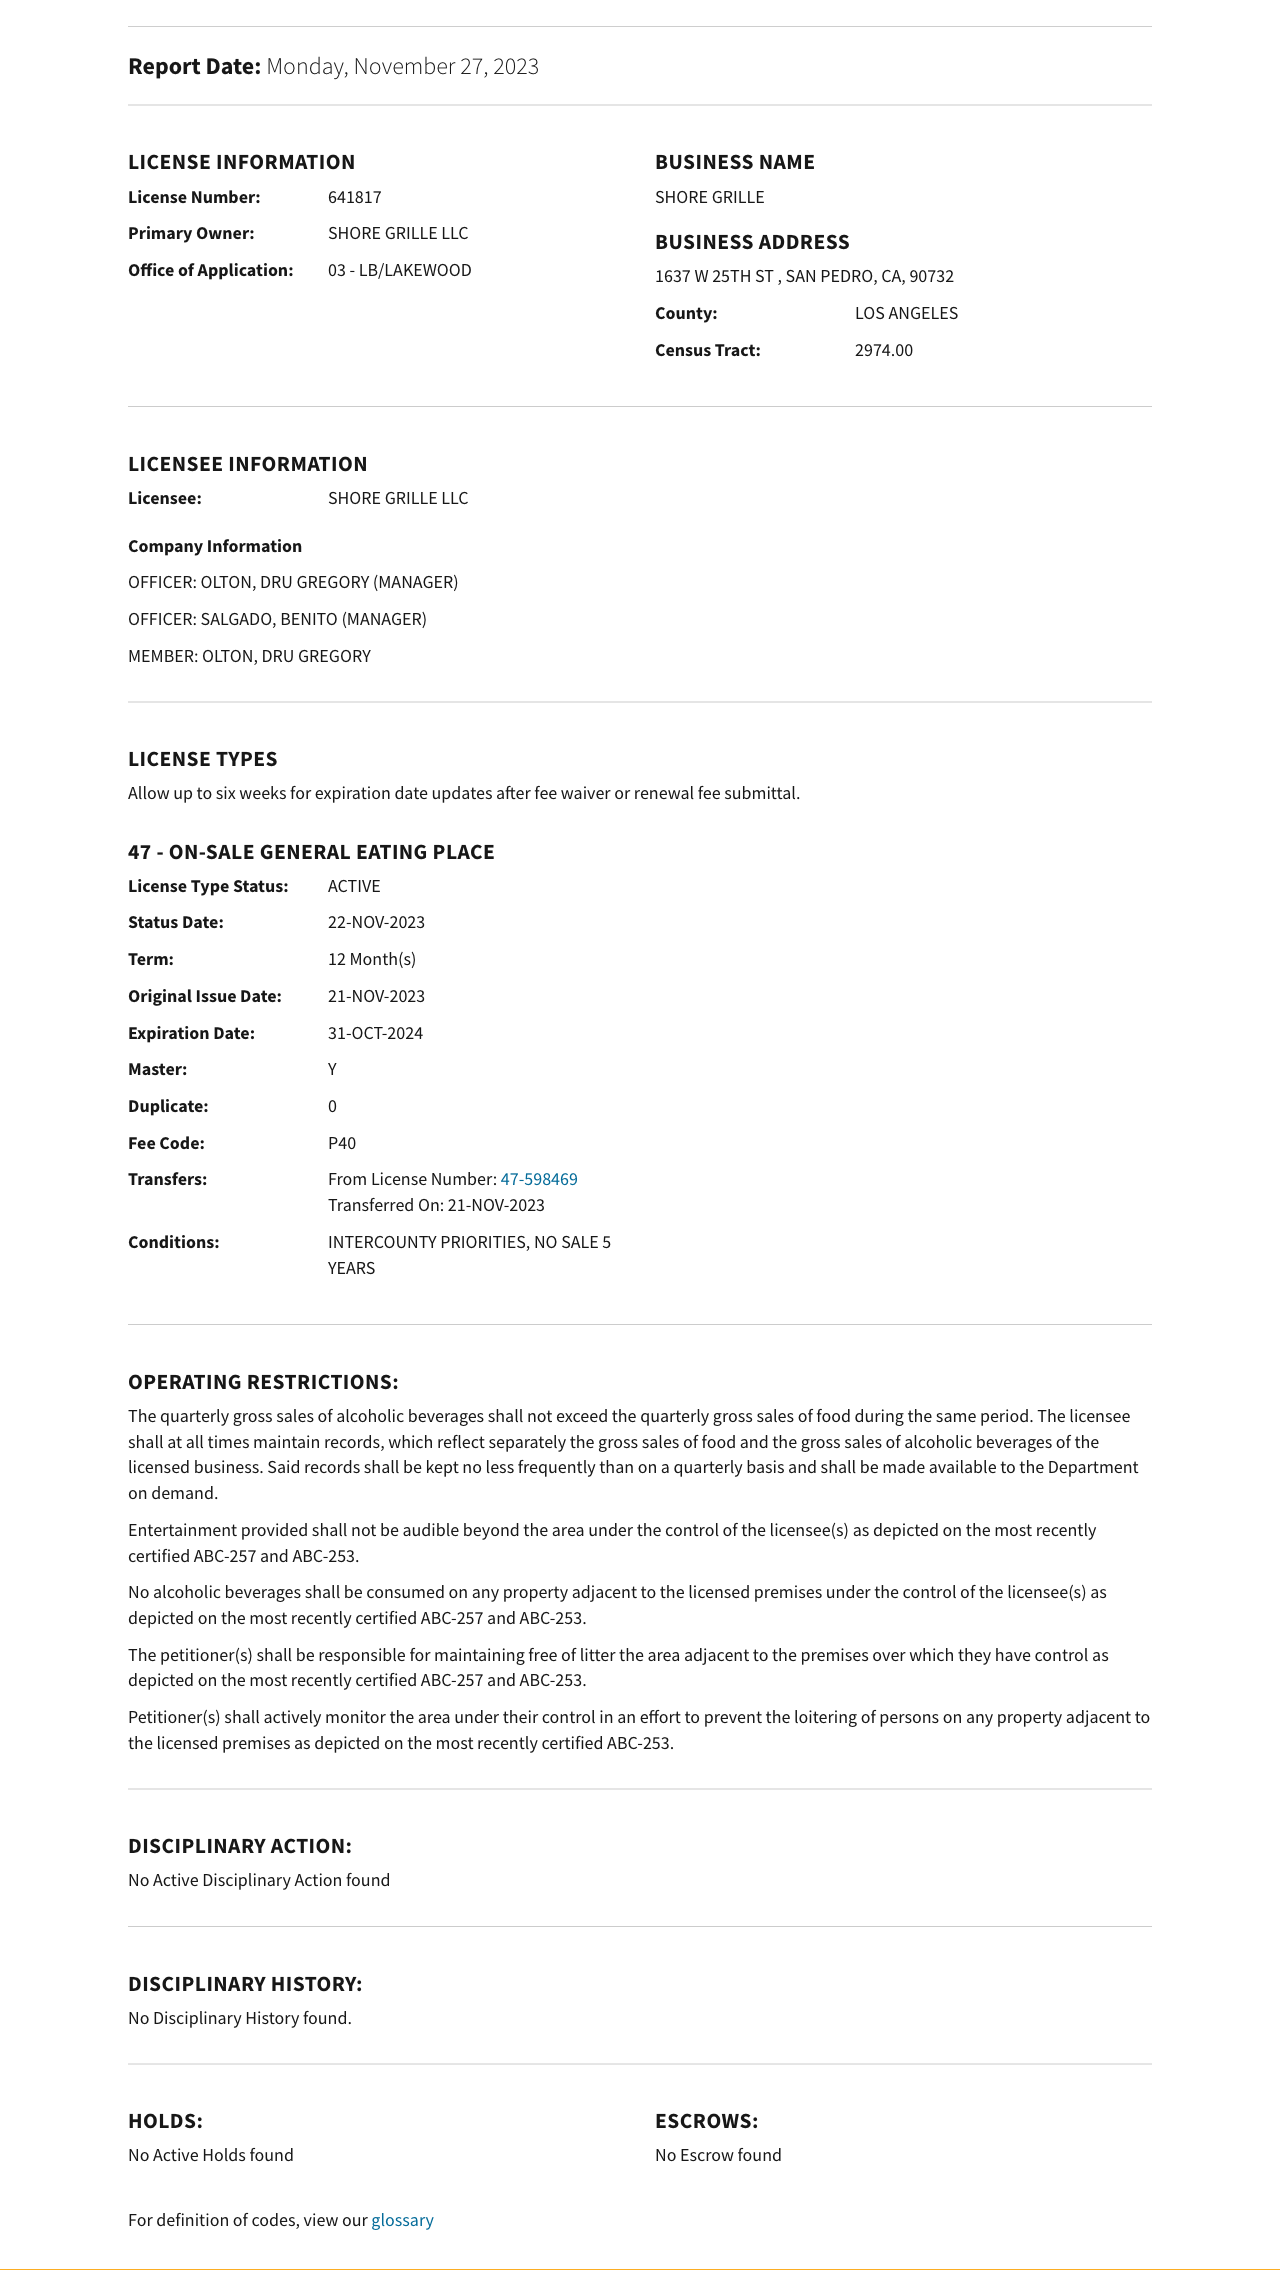 Report Date: Monday, November 27, 2023
LICENSE INFORMATION
License Number: 641817
Primary Owner: SHORE GRILLE LLC
Office of Application: 03 - LB/LAKEWOOD
BUSINESS NAME
SHORE GRILLE
BUSINESS ADDRESS
1637 W 25TH ST , SAN PEDRO, CA, 90732
County: LOS ANGELES
Census Tract: 2974.00
LICENSEE INFORMATION
Licensee: SHORE GRILLE LLC
Company Information
OFFICER: OLTON, DRU GREGORY (MANAGER)
OFFICER: SALGADO, BENITO (MANAGER)
MEMBER: OLTON, DRU GREGORY
LICENSE TYPES
Allow up to six weeks for expiration date updates after fee waiver or renewal fee submittal.
47 - ON-SALE GENERAL EATING PLACE
License Type Status: ACTIVE
Status Date: 22-NOV-2023
Term: 12 Month(s)
Original Issue Date: 21-NOV-2023
Expiration Date: 31-OCT-2024
Master: Y
Duplicate: 0
Fee Code: P40
Transfers: From License Number: 47-598469
Transferred On: 21-NOV-2023
Conditions: INTERCOUNTY PRIORITIES, NO SALE 5
YEARS
OPERATING RESTRICTIONS:
The quarterly gross sales of alcoholic beverages shall not exceed the quarterly gross sales of food during the same period. The licensee
shall at all times maintain records, which reflect separately the gross sales of food and the gross sales of alcoholic beverages of the
licensed business. Said records shall be kept no less frequently than on a quarterly basis and shall be made available to the Department
on demand.
Entertainment provided shall not be audible beyond the area under the control of the licensee(s) as depicted on the most recently
certified ABC-257 and ABC-253.
No alcoholic beverages shall be consumed on any property adjacent to the licensed premises under the control of the licensee(s) as
depicted on the most recently certified ABC-257 and ABC-253.
The petitioner(s) shall be responsible for maintaining free of litter the area adjacent to the premises over which they have control as
depicted on the most recently certified ABC-257 and ABC-253.
Petitioner(s) shall actively monitor the area under their control in an effort to prevent the loitering of persons on any property adjacent to
the licensed premises as depicted on the most recently certified ABC-253.
DISCIPLINARY ACTION:
No Active Disciplinary Action found
DISCIPLINARY HISTORY:
No Disciplinary History found.
HOLDS:
No Active Holds found
ESCROWS:
No Escrow found
For definition of codes, view our glossary